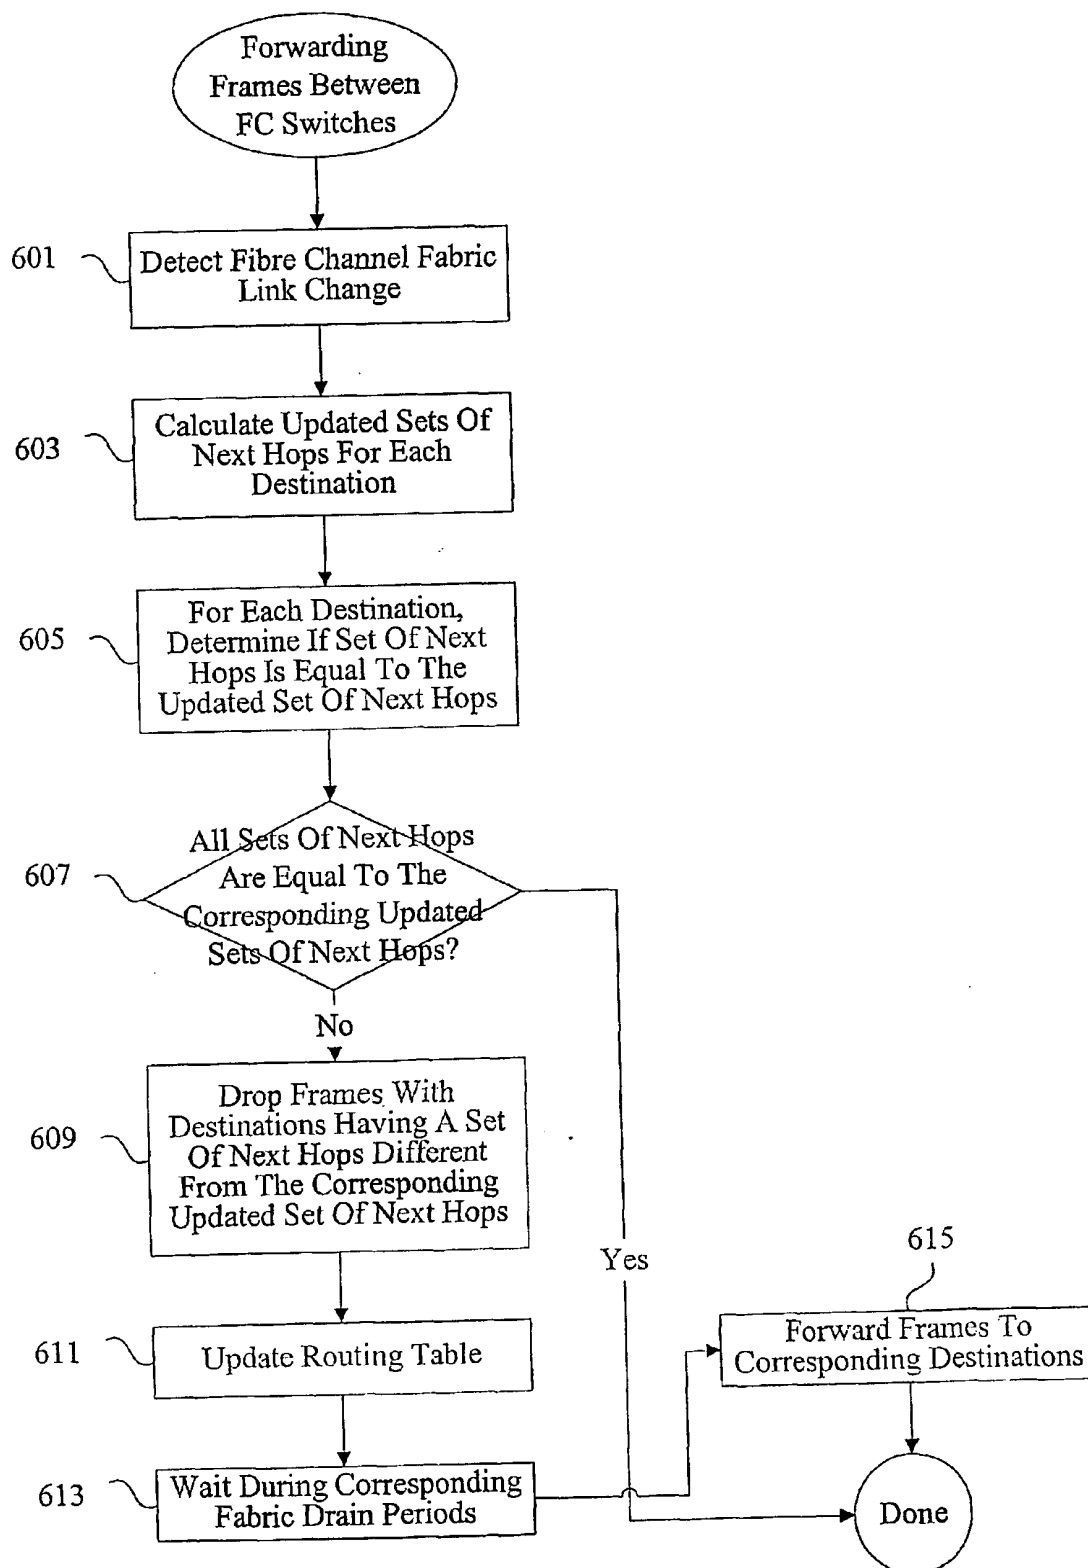 Forwarding
Frames Between
FC Switches
601
Detect Fibre Channel Fabric
Link Change
603
Calculate Updated Sets Of
Next Hops For Each
Destination
605
For Each Destination,
Determine If Set Of Next
Hops Is Equal To The
Updated Set Of Next Hops
607
All Sets Of Next Hops
Are Equal To The
Corresponding Updated
Sets Of Next Hops?
No
609
Drop Frames With
Destinations Having A Set
Of Next Hops Different
From The Corresponding
Updated Set Of Next Hops
Yes
611
Update Routing Table
613
Wait During Corresponding
Fabric Drain Periods
615
Forward Frames To
Corresponding Destinations
Done